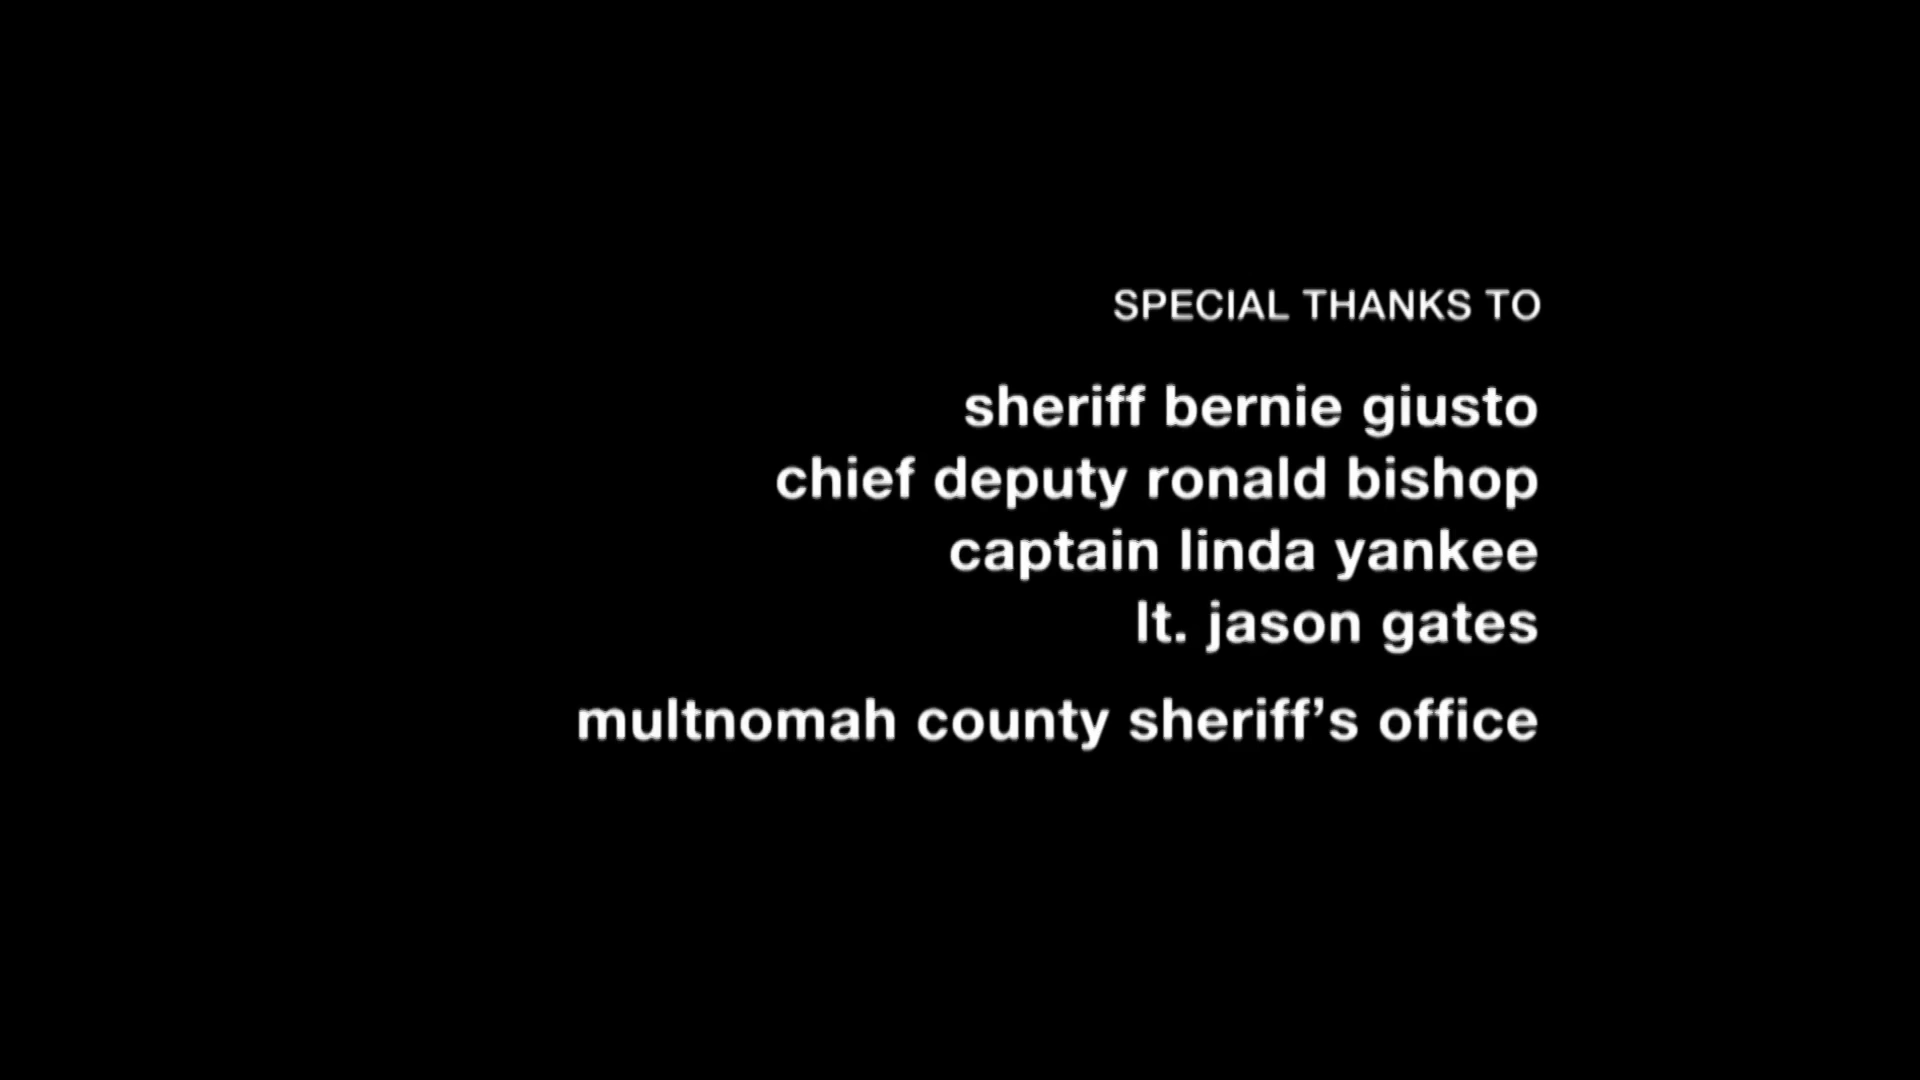 SPECIAL THANKS TO
sheriff bernie giusto
chief deputy ronald bishop
captain linda yankee
lt. jason gates
multnomah county sheriff’s office